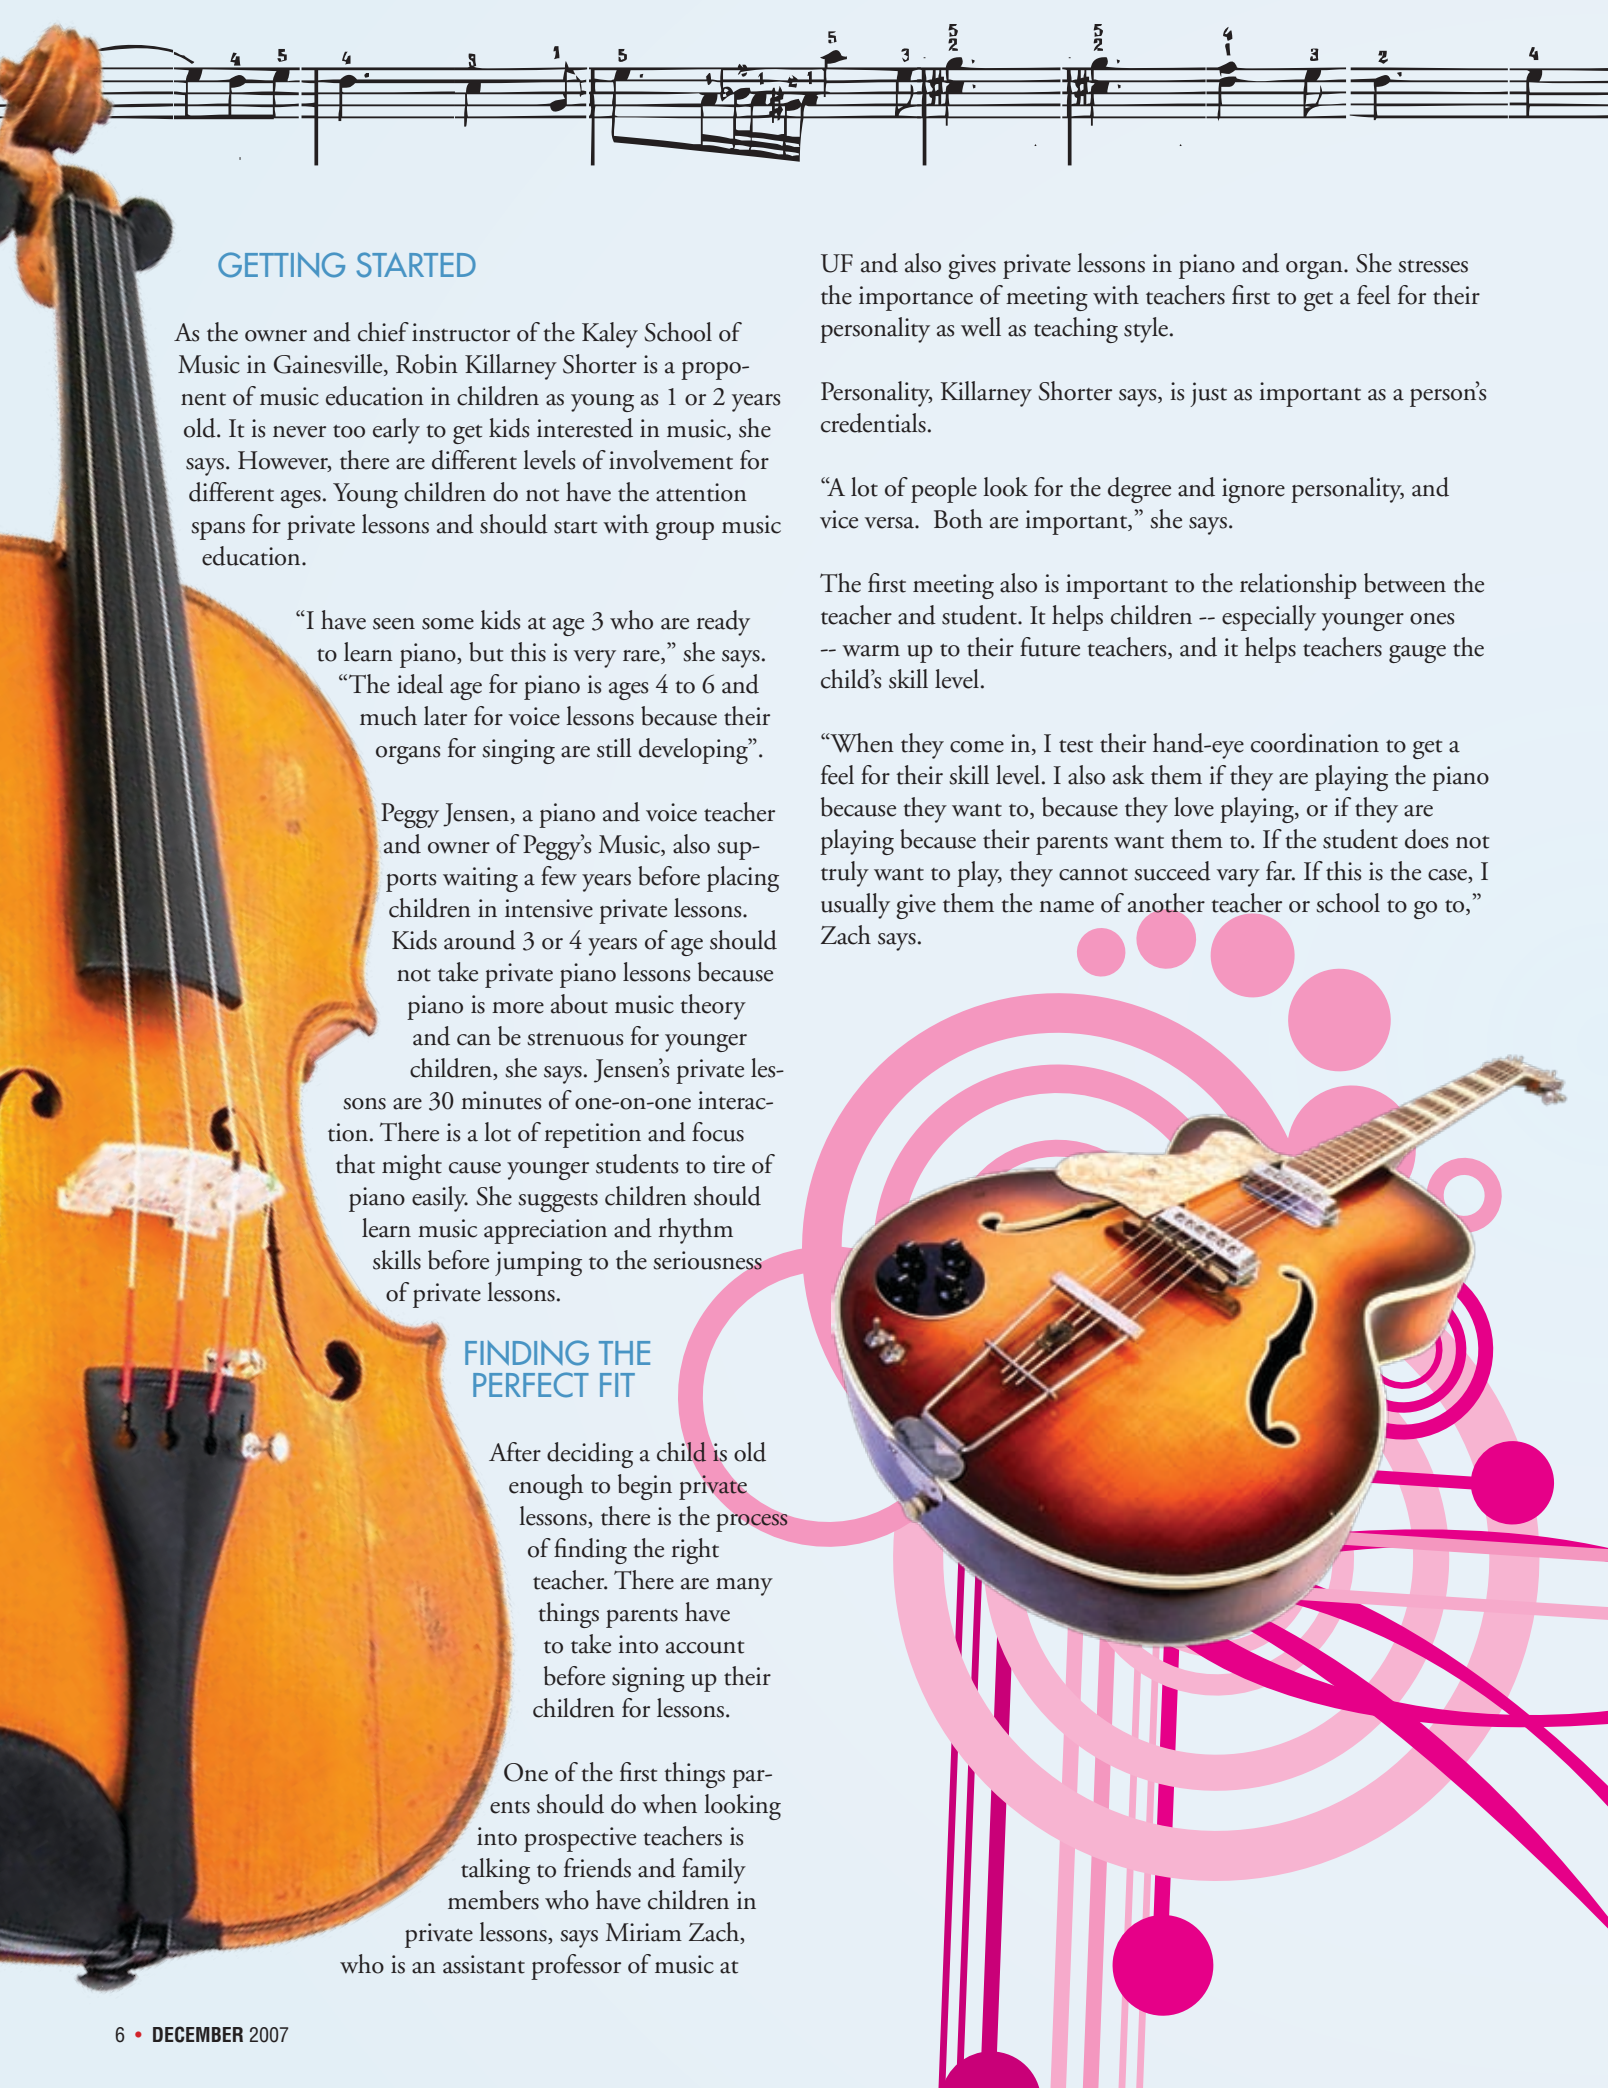 4 5 4 3 1 5 1 2 1 2 1 5 3 5 2 5 2 4 1 3 2 4
GETTING STARTED
As the owner and chief instructor of the Kaley School of
Music in Gainesville, Robin Killarney Shorter is a propo-
nent of music education in children as young as 1 or 2 years
old. It is never too early to get kids interested in music, she
says. However, there are different levels of involvement for
different ages. Young children do not have the attention
spans for private lessons and should start with group music
education.
“I have seen some kids at age 3 who are ready
to learn piano, but this is very rare,” she says.
“The ideal age for piano is ages 4 to 6 and
much later for voice lessons because their
organs for singing are still developing”.
Peggy Jensen, a piano and voice teacher
and owner of Peggy’s Music, also sup-
ports waiting a few years before placing
children in intensive private lessons.
Kids around 3 or 4 years of age should
not take private piano lessons because
piano is more about music theory
and can be strenuous for younger
children, she says. Jensen’s private les-
sons are 30 minutes of one-on-one interac-
tion. There is a lot of repetition and focus
that might cause younger students to tire of
piano easily. She suggests children should
learn music appreciation and rhythm
skills before jumping to the seriousness
of private lessons.
FINDING THE
PERFECT FIT
After deciding a child is old
enough to begin private
lessons, there is the process
of finding the right
teacher. There are many
things parents have
to take into account
before signing up their
children for lessons.
One of the first things par-
ents should do when looking
into prospective teachers is
talking to friends and family
members who have children in
private lessons, says Miriam Zach,
who is an assistant professor of music at
UF and also gives private lessons in piano and organ. She stresses
the importance of meeting with teachers first to get a feel for their
personality as well as teaching style.
Personality, Killarney Shorter says, is just as important as a person’s
credentials.
“A lot of people look for the degree and ignore personality, and
vice versa.  Both are important,” she says.
The first meeting also is important to the relationship between the
teacher and student. It helps children -- especially younger ones
-- warm up to their future teachers, and it helps teachers gauge the
child’s skill level.
“When they come in, I test their hand-eye coordination to get a
feel for their skill level. I also ask them if they are playing the piano
because they want to, because they love playing, or if they are
playing because their parents want them to. If the student does not
truly want to play, they cannot succeed vary far. If this is the case, I
usually give them the name of another teacher or school to go to,”
Zach says.
6 • DECEMBER 2007